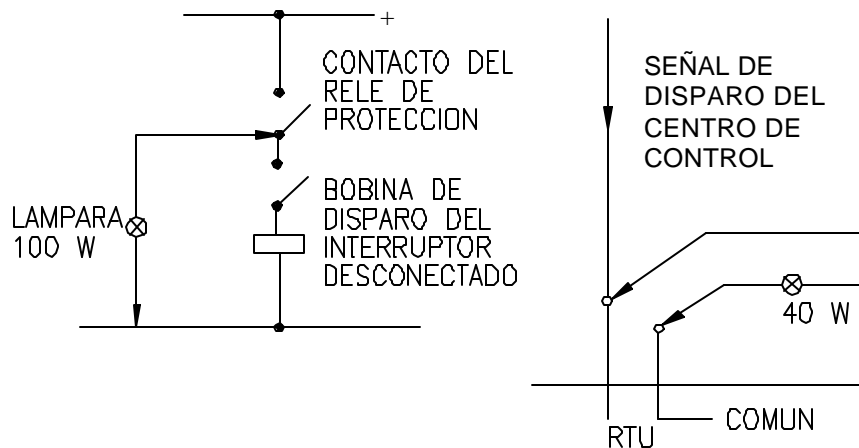 +
CONTACTO DEL
RELE DE
PROTECCION
LAMPARA
100 W
BOBINA DE
DISPARO DEL
INTERRUPTOR
DESCONECTADO
SEÑAL DE
DISPARO DEL
CENTRO DE
CONTROL
40 W
COMUN
RTU